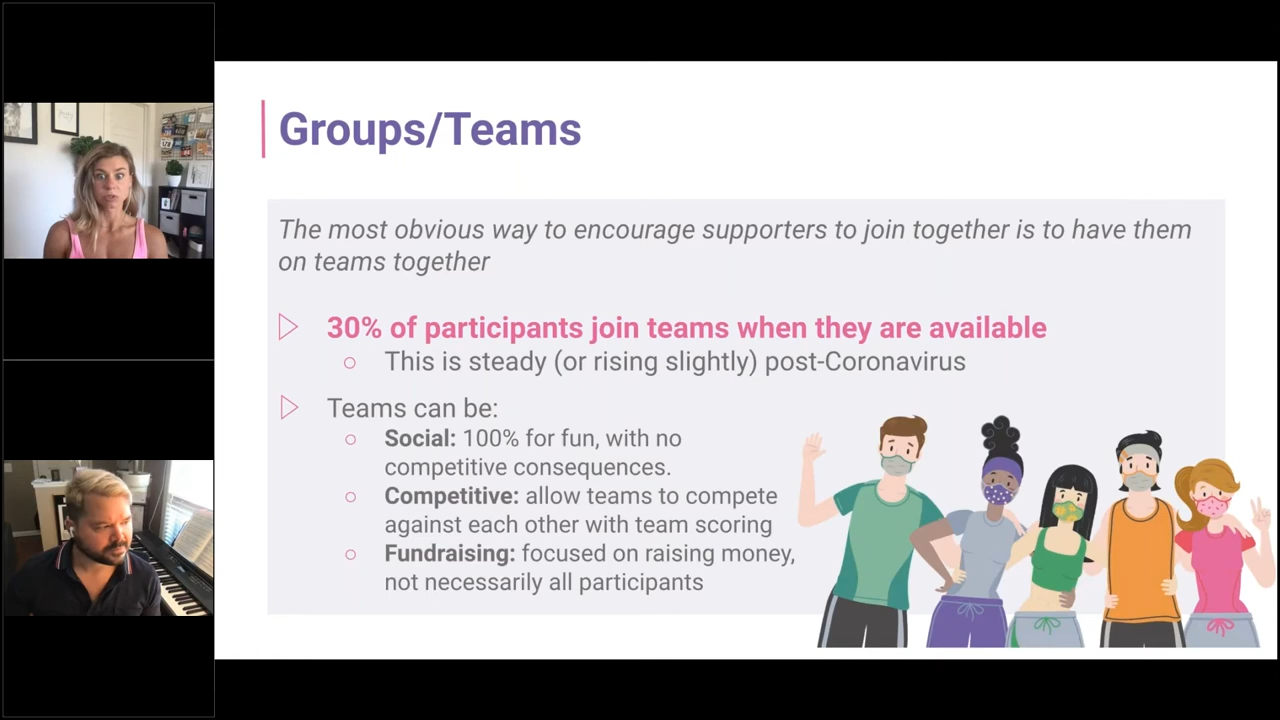 Groups/Teams
The most obvious way to encourage supporters to join together is to have them
on teams together
30% of participants join teams when they are available
This is steady (or rising slightly) post-Coronavirus
Teams can be:
Social: 100% for fun, with no
competitive consequences.
Competitive: allow teams to compete
against each other with team scoring
Fundraising: focused on raising money,
not necessarily all participants